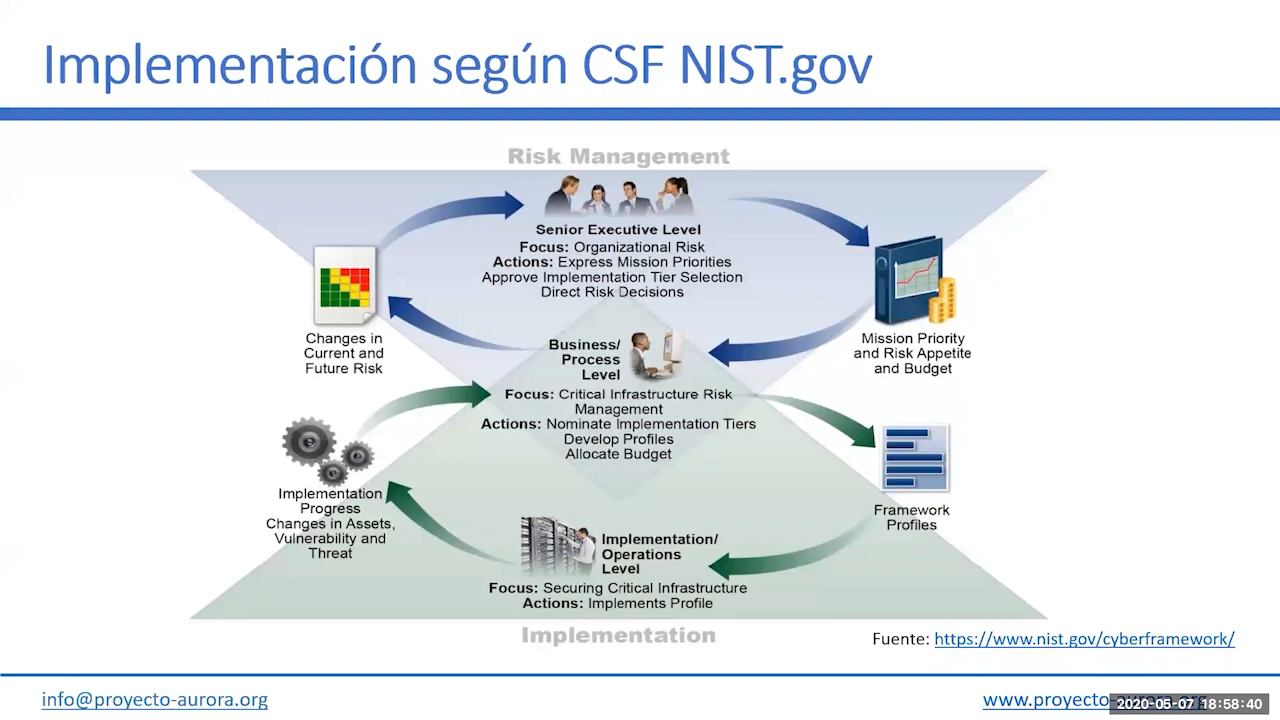 Implementación según CSF NIST.gov
Risk Management
Senior Executive Level
Focus: Organizational Risk
Actions: Express Mission Priorities
Approve Implementation Tier Selection
Direct Risk Decisions
Changes in
Current and
Future Risk
Mission Priority
and Risk Appetite
and Budget
Business/
Process
Level
Focus: Critical Infrastructure Risk
Management
Actions: Nominate Implementation Tiers
Develop Profiles
Allocate Budget
Implementation
Progress
Changes in Assets,
Vulnerability and
Threat
Framework
Profiles
Implementation/
Operations
Level
Focus: Securing Critical Infrastructure
Actions: Implements Profile
Implementation
Fuente: https://www.nist.gov/cyberframework/
info@proyecto-aurora.org
www.proyecto-aurora.org
2020-05-07 18:58:40